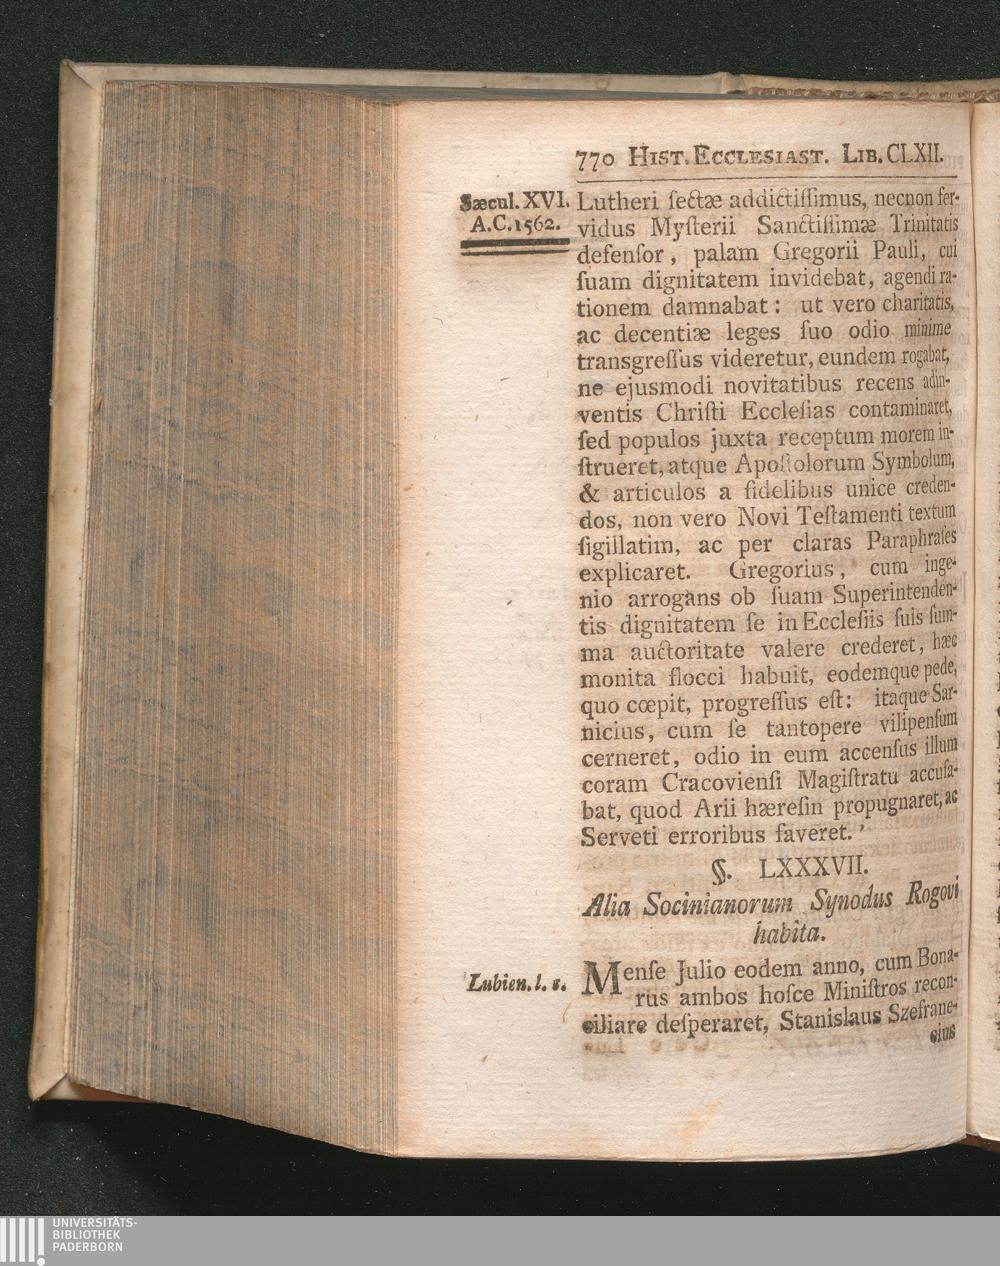 770 HIST. ECCLESIAST. LIB. CLXII.
Sæcul. XVI.
A.C. 1562.
Lutheri ſectæ addictiſſimus, necnon fer-
vidus Myſterii Sanctiſſimæ Trinitatis
defenſor, palam Gregorii Pauli, cui
ſuam dignitatem invidebat, agendi ra-
tionem damnabat: ut vero charitatis,
ac decentiæ leges ſuo odio minime
transgreſſus videretur, eundem rogabat,
ne ejusmodi novitatibus recens adin-
ventis Chriſti Eccleſias contaminaret,
ſed populos juxta receptum morem in-
ſtrueret, atque Apoſtolorum Symbolum,
& articulos a fidelibus unice creden-
dos, non vero Novi Teſtamenti textum
ſigillatim, ac per claras Paraphraſes
explicaret. Gregorius, cum inge-
nio arrogans ob ſuam Superintenden-
tis dignitatem ſe in Eccleſiis ſuis ſum-
ma auctoritate valere crederet, hæc
monita flocci habuit, eodemque pede,
quo cœpit, progreſſus eſt: itaque Sar-
nicius, cum ſe tantopere vilipenſum
cerneret, odio in eum accenſus illum
coram Cracovienſi Magiſtratu accuſa-
bat, quod Arii hæreſin propugnaret, ac
Serveti erroribus faveret.
§. LXXXVII.
Alia Socinianorum Synodus Rogovi
habita.
Lubien. l. c.
Menſe Julio eodem anno, cum Bona-
rus ambos hoſce Miniſtros recon-
ciliare deſperaret, Stanislaus Szefrane-
cius
UNIVERSITÄTS-
BIBLIOTHEK
PADERBORN